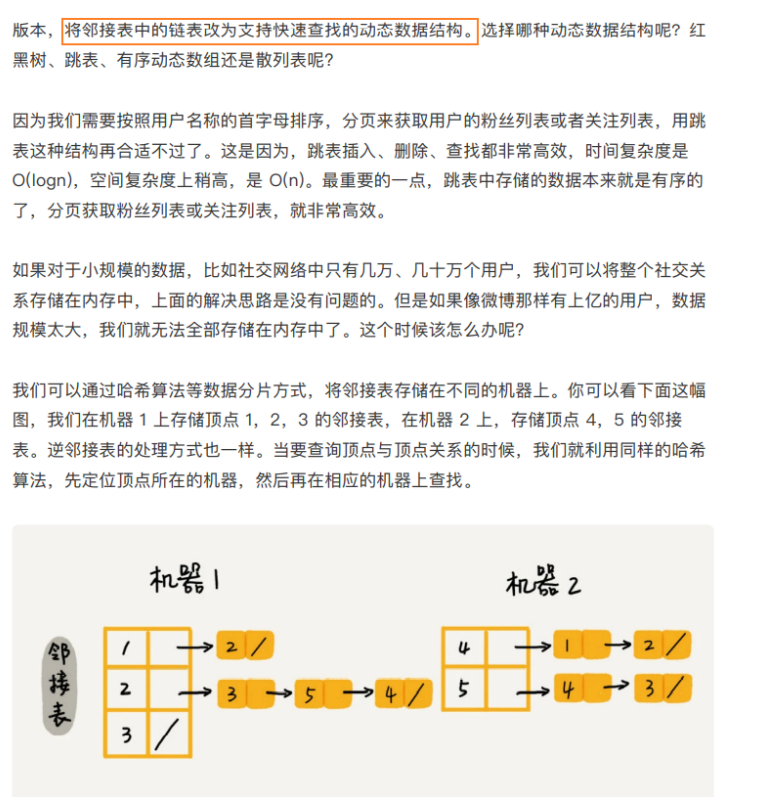 版本，将邻接表中的链表改为支持快速查找的动态数据结构。选择哪种动态数据结构呢？红
黑树、跳表、有序动态数组还是散列表呢？
因为我们需要按照用户名称的首字母排序，分页来获取用户的粉丝列表或者关注列表，用跳
表这种结构再合适不过了。这是因为，跳表插入、删除、查找都非常高效，时间复杂度是
O(logn)，空间复杂度上稍高，是 O(n)。最重要的一点，跳表中存储的数据本来就是有序的
了，分页获取粉丝列表或关注列表，就非常高效。
如果对于小规模的数据，比如社交网络中只有几万、几十万个用户，我们可以将整个社交关
系存储在内存中，上面的解决思路是没有问题的。但是如果像微博那样有上亿的用户，数据
规模太大，我们就无法全部存储在内存中了。这个时候该怎么办呢？
我们可以通过哈希算法等数据分片方式，将邻接表存储在不同的机器上。你可以看下面这幅
图，我们在机器 1 上存储顶点 1，2，3 的邻接表，在机器 2 上，存储顶点 4，5 的邻接
表。逆邻接表的处理方式也一样。当要查询顶点与顶点关系的时候，我们就利用同样的哈希
算法，先定位顶点所在的机器，然后再在相应的机器上查找。
机器1
机器2
邻接表
1 2
2 3 5 4
3
4 1 2
5 4 3